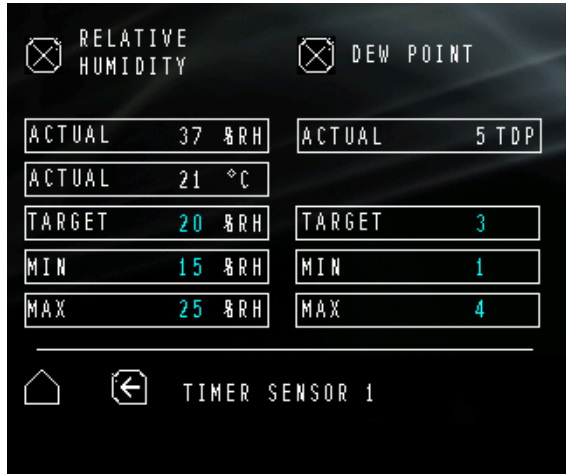 RELATIVE
HUMIDITY
DEW POINT
ACTUAL 37 %RH
ACTUAL 5 TDP
ACTUAL 21 °C
TARGET 20 %RH
TARGET 3
MIN 15 %RH
MIN 1
MAX 25 %RH
MAX 4
TIMER SENSOR 1